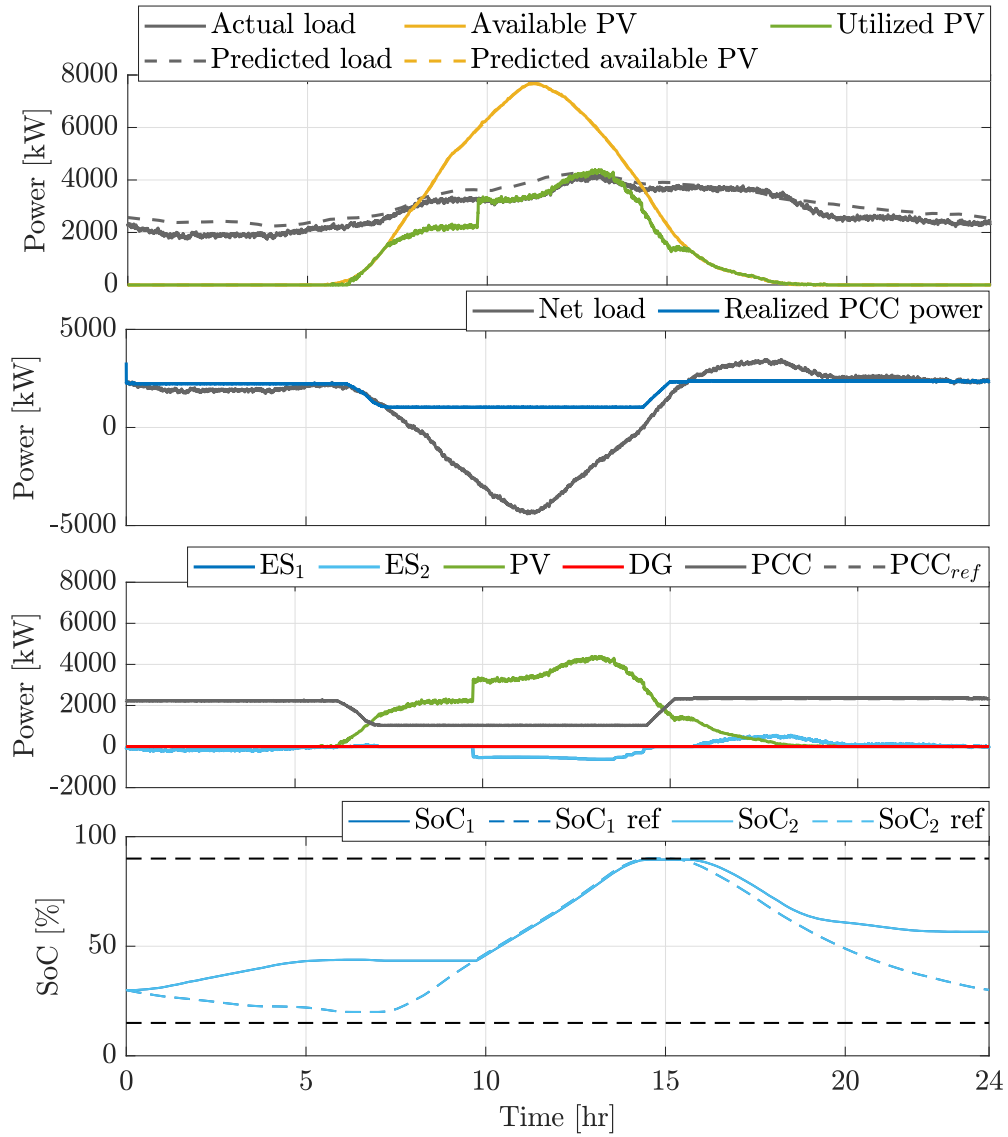 Actual load Available PV Utilized PV
Predicted load Predicted available PV
8000
6000
4000
2000
0
Power [kW]
Net load Realized PCC power
5000
0
-5000
Power [kW]
ES1 ES2 PV DG PCC PCCref
8000
6000
4000
2000
0
-2000
Power [kW]
SoC1 SoC1 ref SoC2 SoC2 ref
100
50
0
SoC [%]
0 5 10 15 20 24
Time [hr]